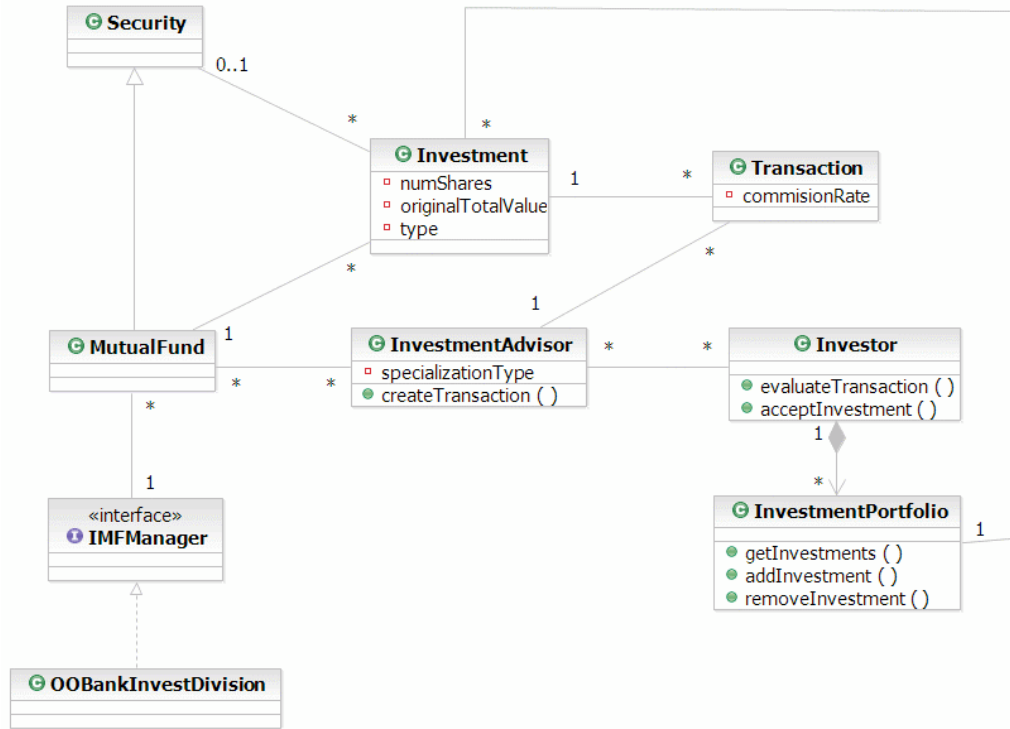 C Security
0..1
*
*
C Investment
numShares
originalTotalValue
type
1
*
C Transaction
commisionRate
*
*
1
1
C MutualFund
*
*
C InvestmentAdvisor
specializationType
createTransaction ( )
*
*
C Investor
evaluateTransaction ( )
acceptInvestment ( )
*
1
1
*
«interface»
I IMFManager
C InvestmentPortfolio
getInvestments ( )
addInvestment ( )
removeInvestment ( )
1
C OOBankInvestDivision